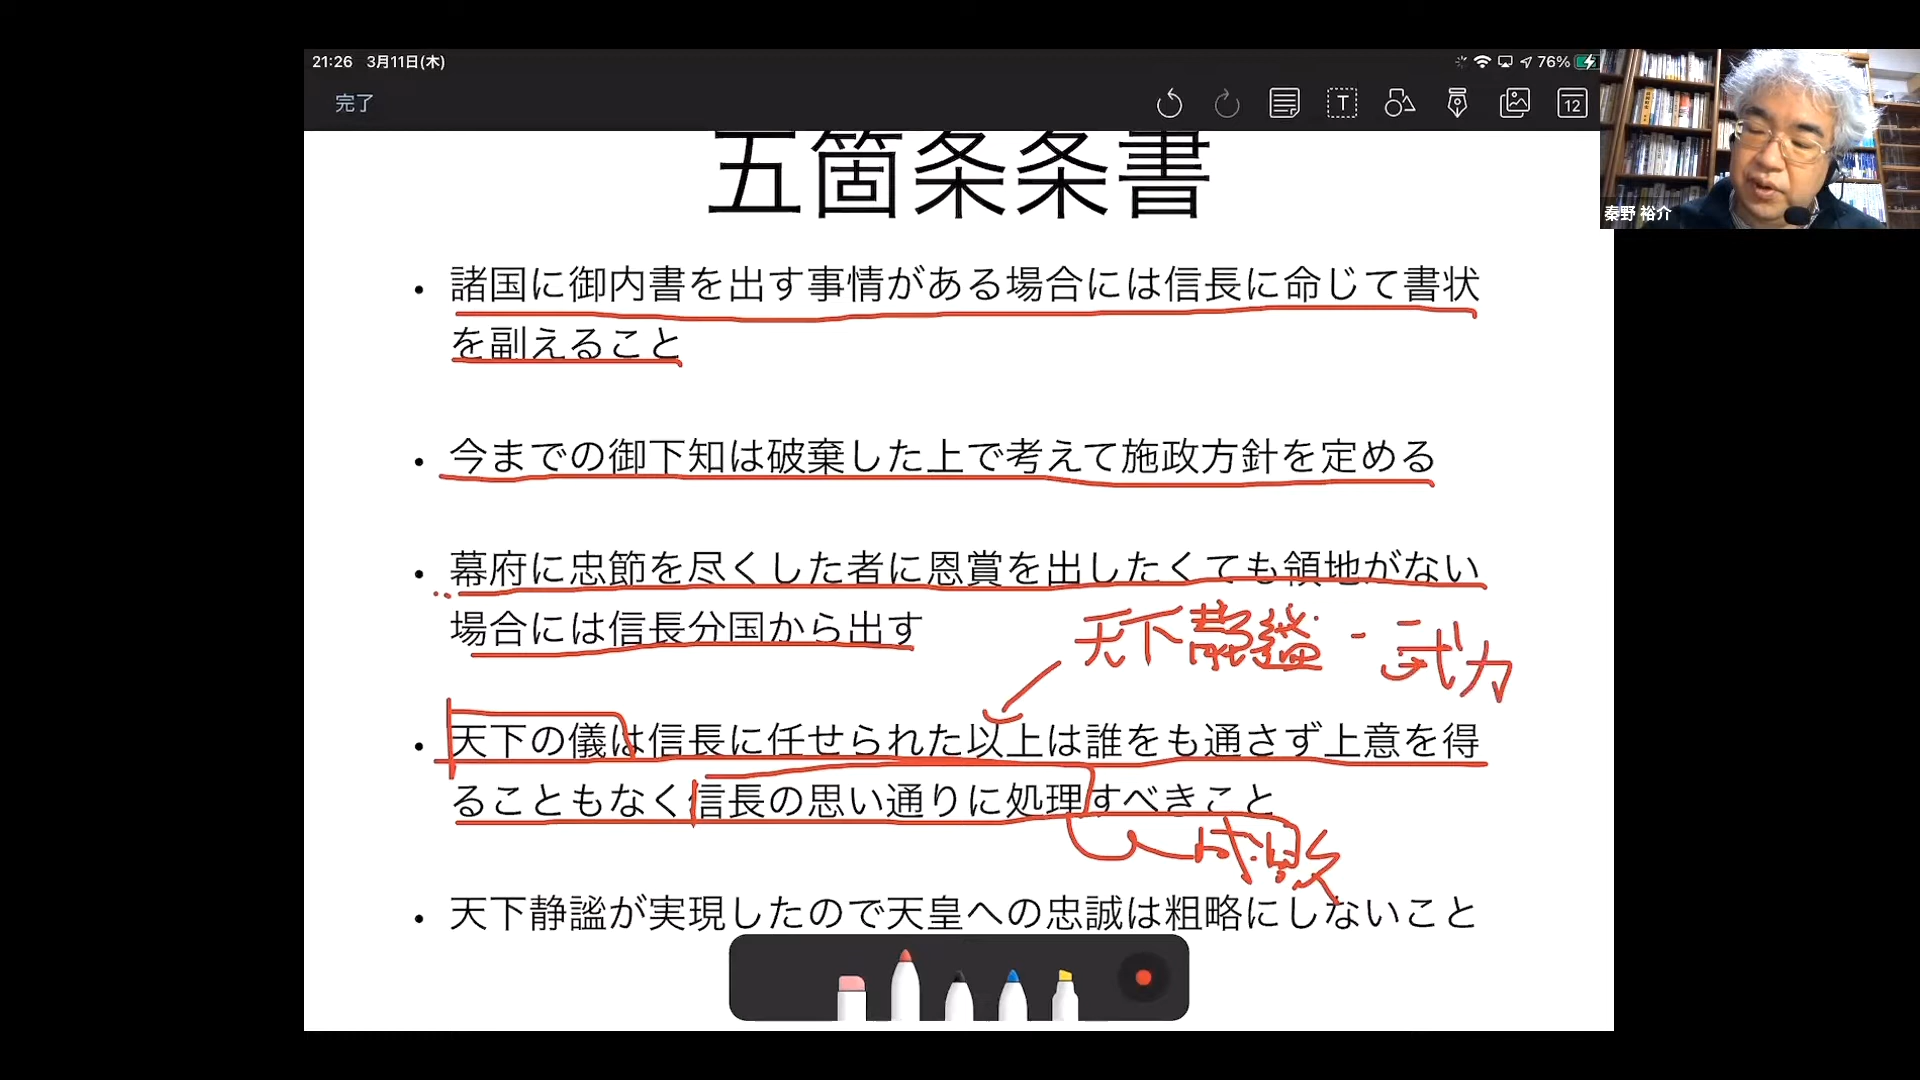 21:26 3月11日(木)
76%
完了
T
12
秦野 裕介
五箇条条書
• 諸国に御内書を出す事情がある場合には信長に命じて書状
を副えること
• 今までの御下知は破棄した上で考えて施政方針を定める
• 幕府に忠節を尽くした者に恩賞を出したくても領地がない
場合には信長分国から出す
天下 - 武力
• 天下の儀は信長に任せられた以上は誰をも通さず上意を得
ることもなく信長の思い通りに処理すべきこと
成敗
• 天下静謐が実現したので天皇への忠誠は粗略にしないこと